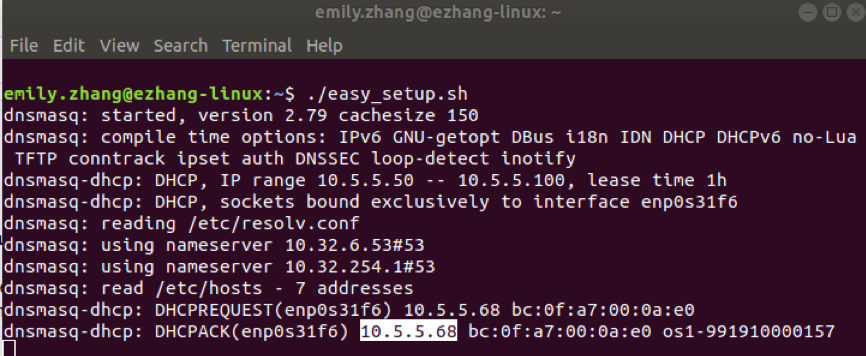 emily.zhang@ezhang-linux: ~
File Edit View Search Terminal Help
emily.zhang@ezhang-linux:~$ ./easy_setup.sh
dnsmasq: started, version 2.79 cachesize 150
dnsmasq: compile time options: IPv6 GNU-getopt DBus i18n IDN DHCP DHCPv6 no-Lua
TFTP conntrack ipset auth DNSSEC loop-detect inotify
dnsmasq-dhcp: DHCP, IP range 10.5.5.50 -- 10.5.5.100, lease time 1h
dnsmasq-dhcp: DHCP, sockets bound exclusively to interface enp0s31f6
dnsmasq: reading /etc/resolv.conf
dnsmasq: using nameserver 10.32.6.53#53
dnsmasq: using nameserver 10.32.254.1#53
dnsmasq: read /etc/hosts - 7 addresses
dnsmasq-dhcp: DHCPREQUEST(enp0s31f6) 10.5.5.68 bc:0f:a7:00:0a:e0
dnsmasq-dhcp: DHCPACK(enp0s31f6) 10.5.5.68 bc:0f:a7:00:0a:e0 os1-991910000157